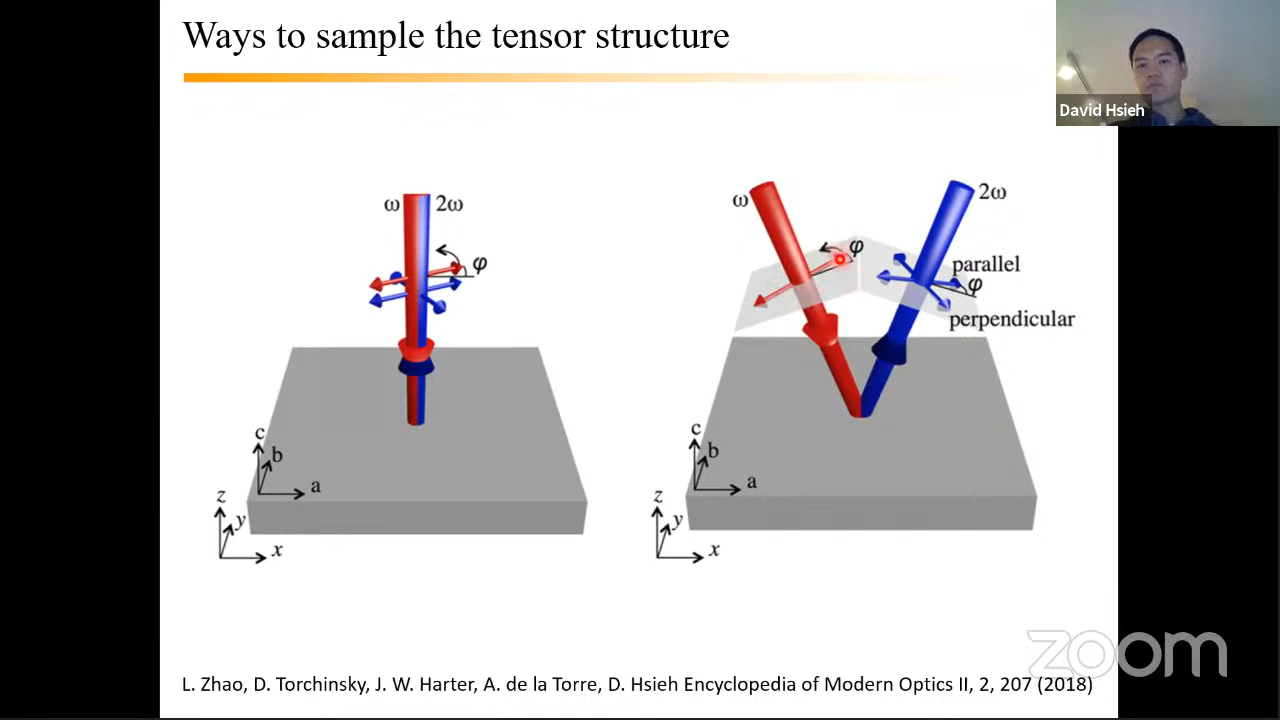 Ways to sample the tensor structure
David Hsieh
ω 2ω
φ
c
b
a
z
y
x
ω
2ω
φ
parallel
φ
perpendicular
c
b
a
z
y
x
zoom
L. Zhao, D. Torchinsky, J. W. Harter, A. de la Torre, D. Hsieh Encyclopedia of Modern Optics II, 2, 207 (2018)